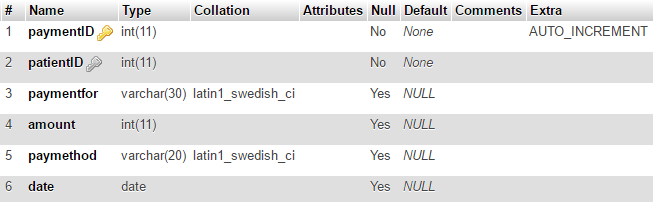 # Name Type Collation Attributes Null Default Comments Extra
1 paymentID int(11) No None AUTO_INCREMENT
2 patientID int(11) No None
3 paymentfor varchar(30) latin1_swedish_ci Yes NULL
4 amount int(11) Yes NULL
5 paymethod varchar(20) latin1_swedish_ci Yes NULL
6 date date Yes NULL